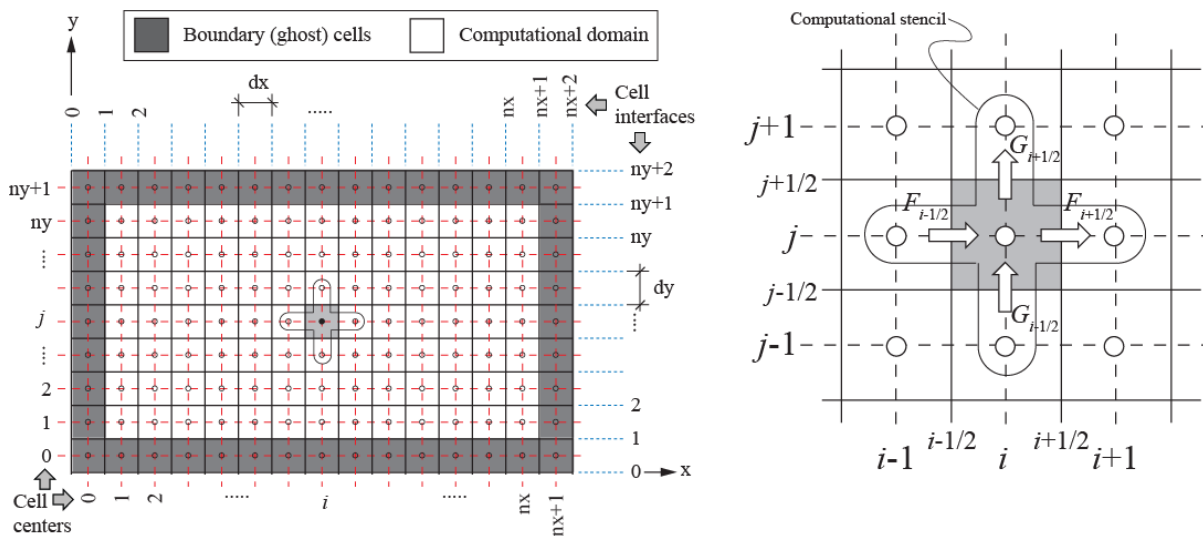 y
Boundary (ghost) cells
Computational domain
dx
0
1
2
.....
nx
nx+1
nx+2
Cell
interfaces
ny+1
ny
.....
j
.....
2
1
0
ny+2
ny+1
ny
dy
.....
2
1
0
x
Cell
centers
0
1
2
.....
i
.....
nx
nx+1
Computational stencil
j+1
G i+1/2
j+1/2
F i-1/2
F i+1/2
j
j-1/2
G i-1/2
j-1
i-1/2
i+1/2
i-1
i
i+1